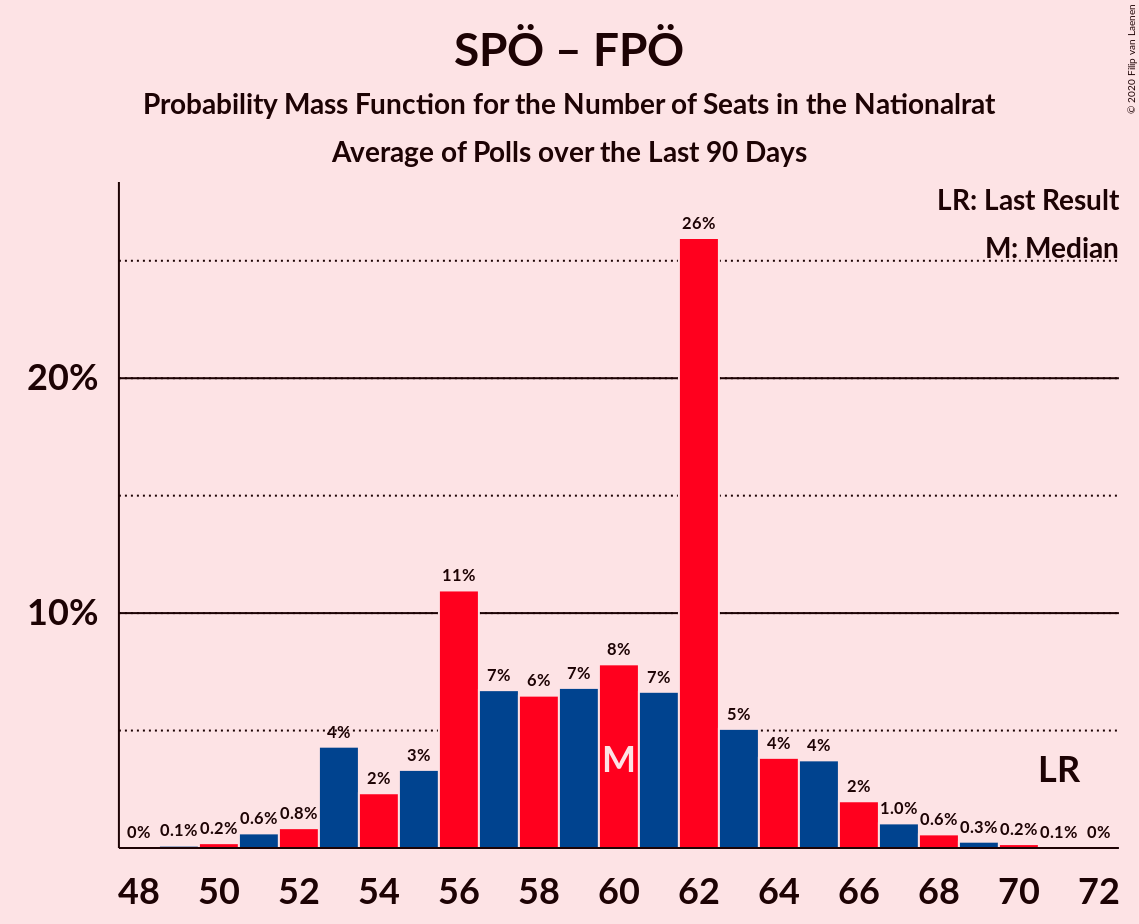 SPÖ – FPÖ
Probability Mass Function for the Number of Seats in the Nationalrat
Average of Polls over the Last 90 Days
© 2020 Filip van Laenen
LR: Last Result
M: Median
20%
10%
0% 0.1% 0.2% 0.6% 0.8% 4% 2% 3% 11% 7% 6% 7% 8% 7% 26% 5% 4% 4% 2% 1.0% 0.6% 0.3% 0.2% 0.1% 0%
M
LR
48 50 52 54 56 58 60 62 64 66 68 70 72